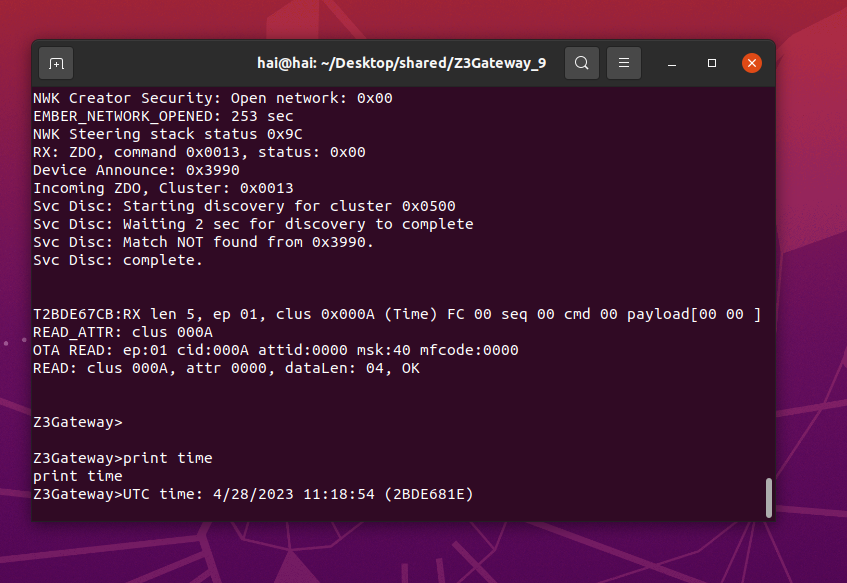 hai@hai: ~/Desktop/shared/Z3Gateway_9
NWK Creator Security: Open network: 0x00
EMBER_NETWORK_OPENED: 253 sec
NWK Steering stack status 0x9C
RX: ZDO, command 0x0013, status: 0x00
Device Announce: 0x3990
Incoming ZDO, Cluster: 0x0013
Svc Disc: Starting discovery for cluster 0x0500
Svc Disc: Waiting 2 sec for discovery to complete
Svc Disc: Match NOT found from 0x3990.
Svc Disc: complete.
T2BDE67CB:RX len 5, ep 01, clus 0x000A (Time) FC 00 seq 00 cmd 00 payload[00 00 ]
READ_ATTR: clus 000A
OTA READ: ep:01 cid:000A attid:0000 msk:40 mfcode:0000
READ: clus 000A, attr 0000, dataLen: 04, OK
Z3Gateway>
Z3Gateway>print time
print time
Z3Gateway>UTC time: 4/28/2023 11:18:54 (2BDE681E)